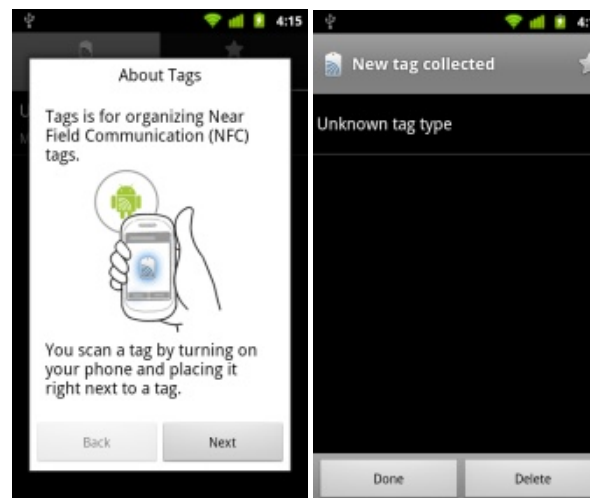 4:15
About Tags
Tags is for organizing Near
Field Communication (NFC)
tags.
You scan a tag by turning on
your phone and placing it
right next to a tag.
Back
Next
New tag collected
Unknown tag type
Done
Delete